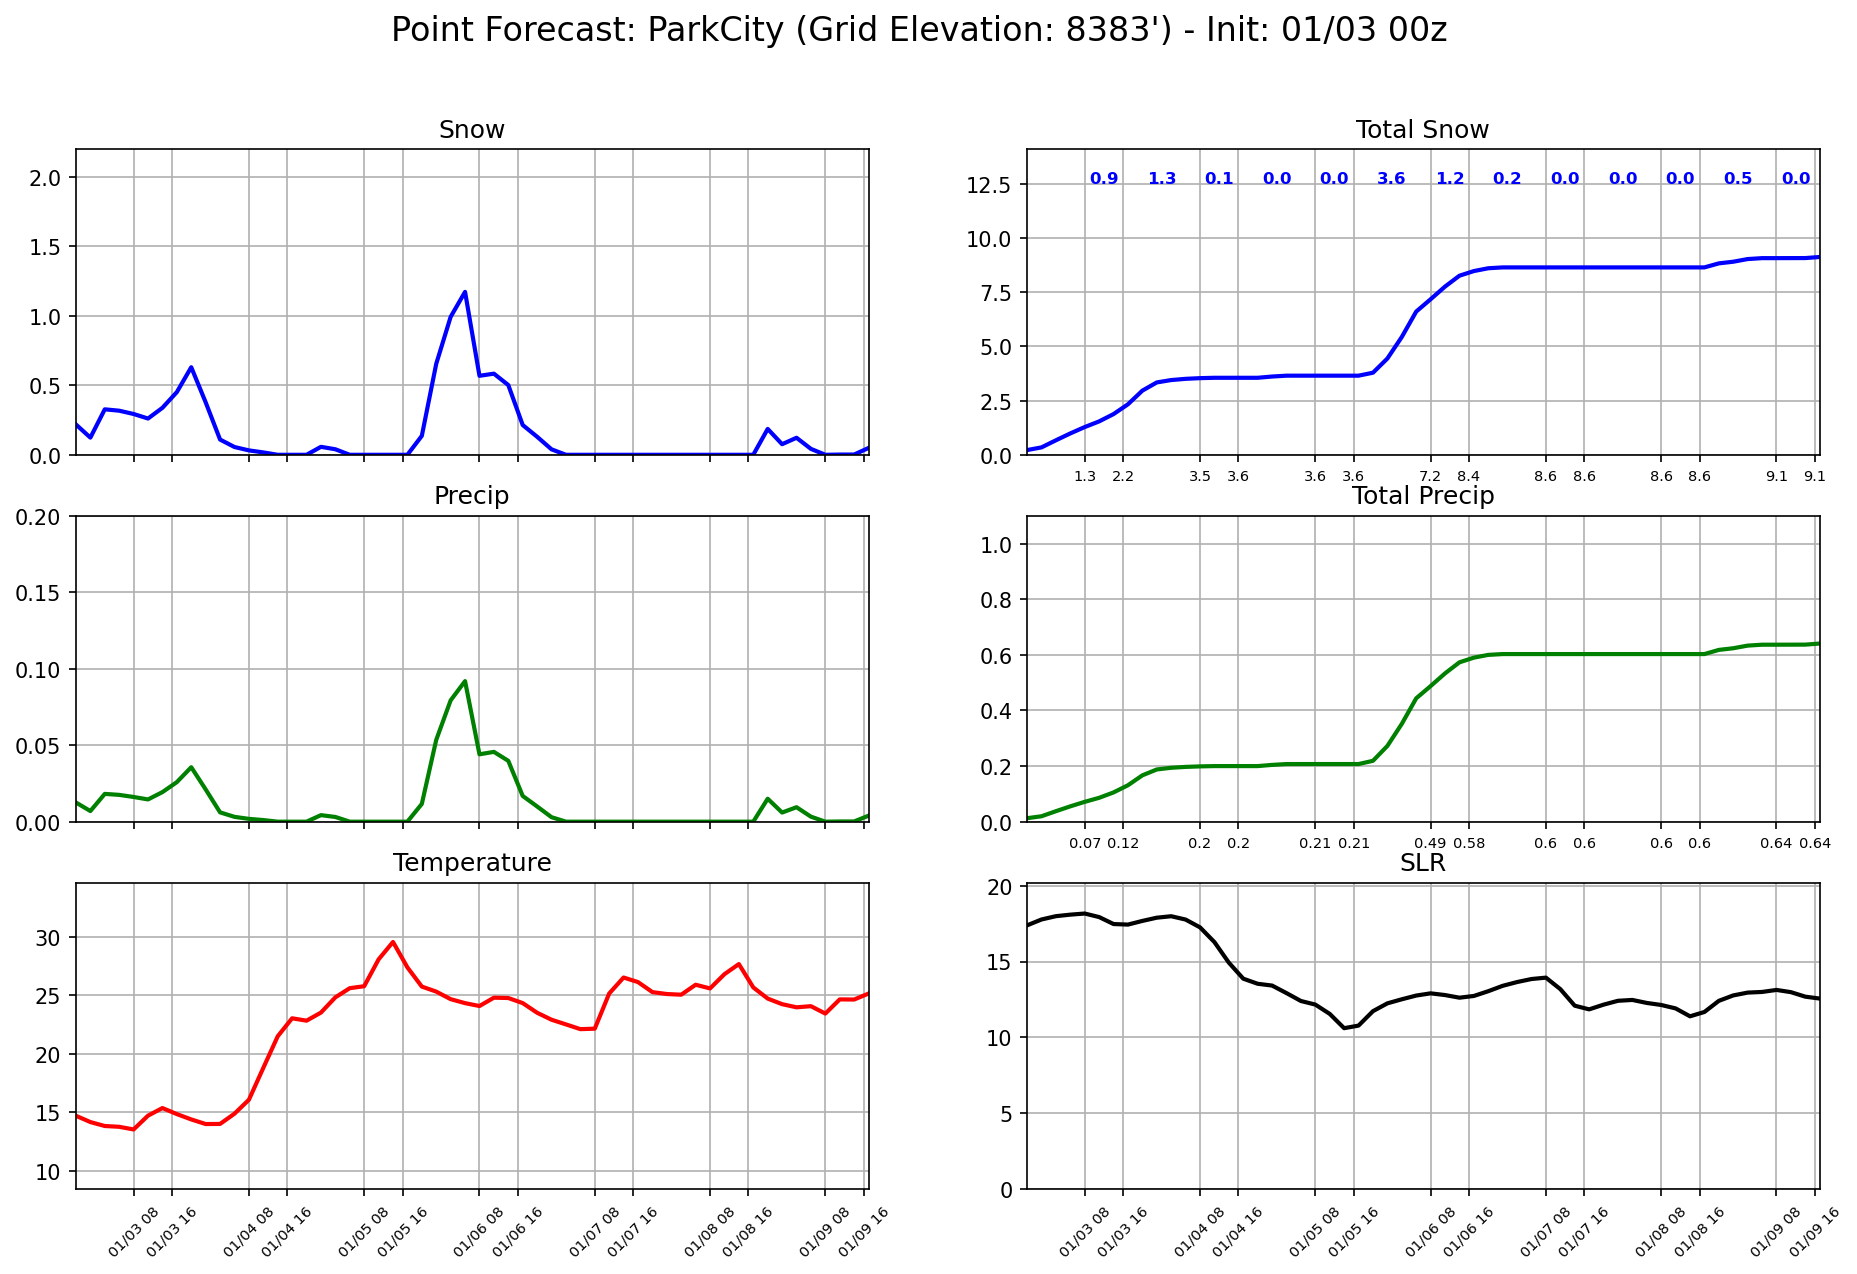 Point Forecast: ParkCity (Grid Elevation: 8383') - Init: 01/03 00z
Snow
2.0
1.5
1.0
0.5
0.0
Total Snow
0.9 1.3 0.1 0.0 0.0 3.6 1.2 0.2 0.0 0.0 0.0 0.5 0.0
12.5
10.0
7.5
5.0
2.5
0.0
1.3 2.2 3.5 3.6 3.6 3.6 7.2 8.4 8.6 8.6 8.6 8.6 9.1 9.1
Precip
0.20
0.15
0.10
0.05
0.00
Total Precip
1.0
0.8
0.6
0.4
0.2
0.0
0.07 0.12 0.2 0.2 0.21 0.21 0.49 0.58 0.6 0.6 0.6 0.6 0.64 0.64
Temperature
30
25
20
15
10
01/03 08 01/03 16 01/04 08 01/04 16 01/05 08 01/05 16 01/06 08 01/06 16 01/07 08 01/07 16 01/08 08 01/08 16 01/09 08 01/09 16
SLR
20
15
10
5
0
01/03 08 01/03 16 01/04 08 01/04 16 01/05 08 01/05 16 01/06 08 01/06 16 01/07 08 01/07 16 01/08 08 01/08 16 01/09 08 01/09 16